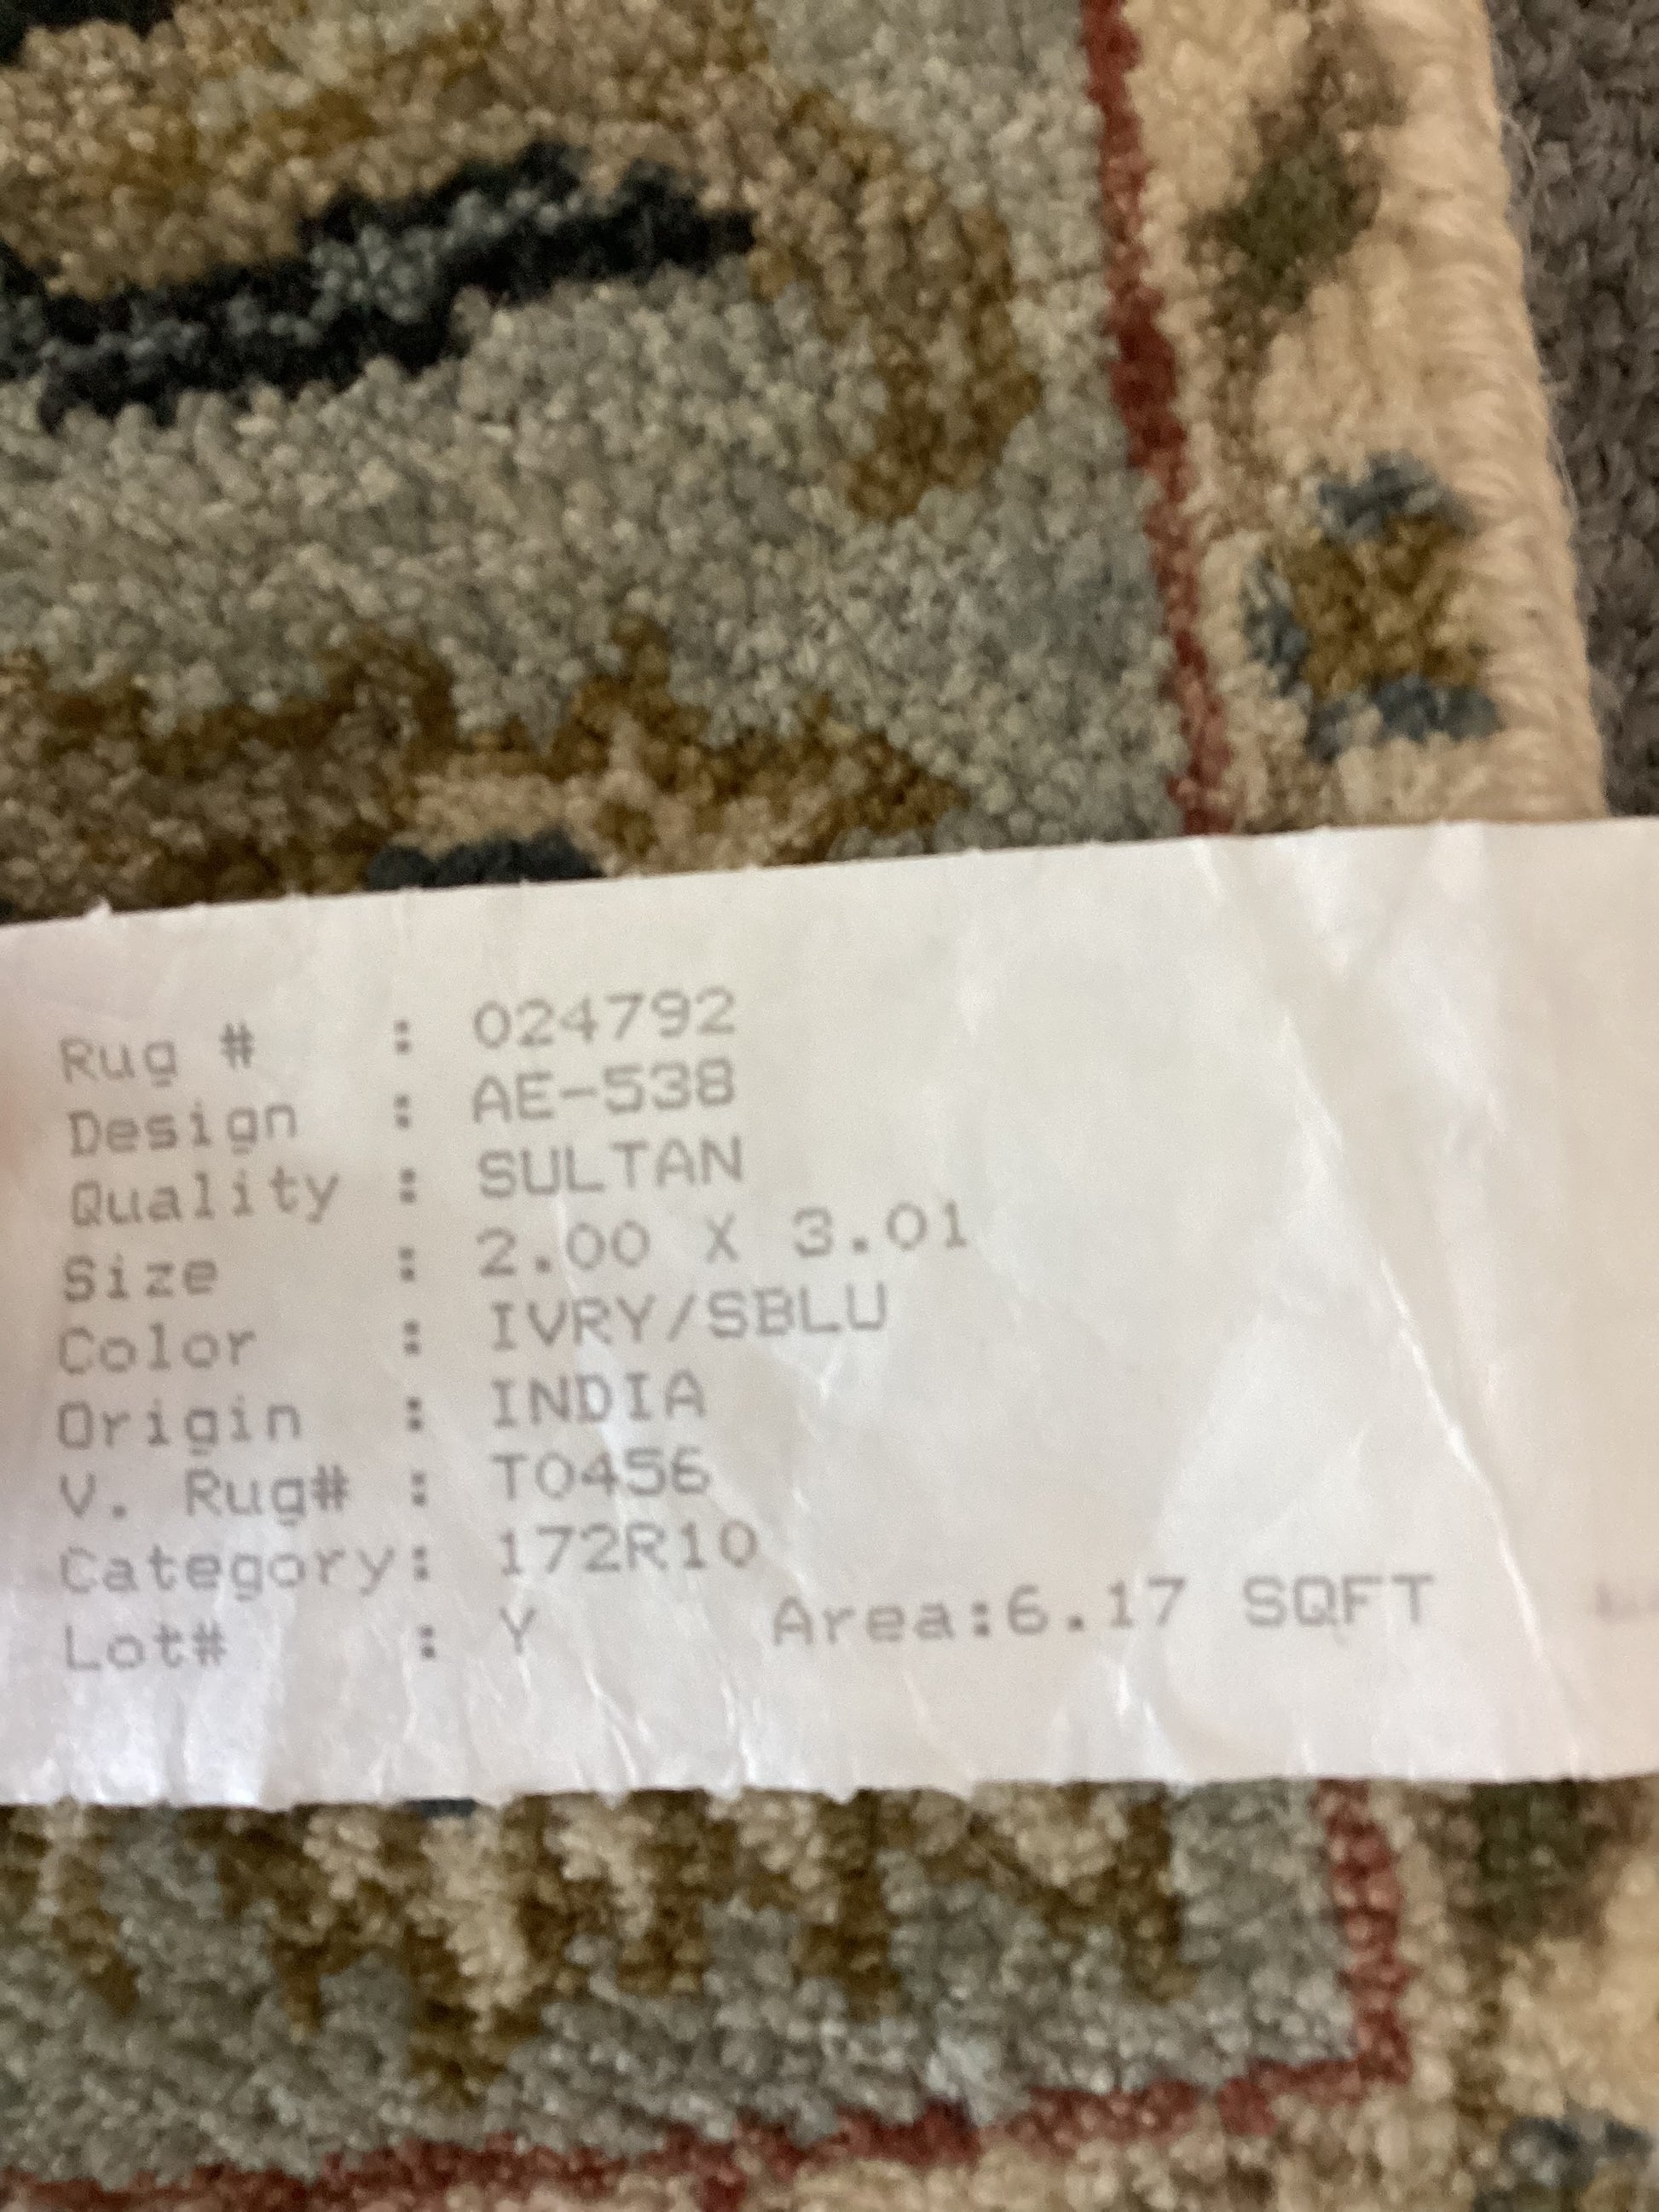 Rug # : 024792
Design : AE-538
Quality : SULTAN
Size : 2.00 X 3.01
Color : IVRY/SBLU
Origin : INDIA
V. Rug# : T0456
Category: 172R10
Lot# : Y Area:6.17 SQFT